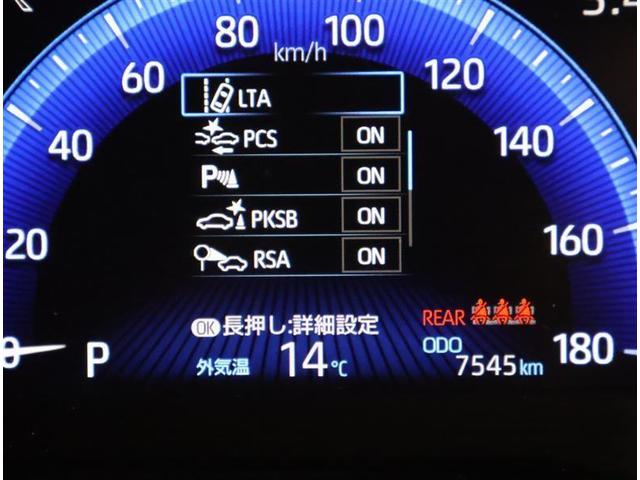 80
100
km/h
60
120
LTA
40
PCS ON
140
P ON
20
PKSB ON
160
RSA ON
OK 長押し:詳細設定
REAR
0
P
外気温 14℃
ODO
7545km
180